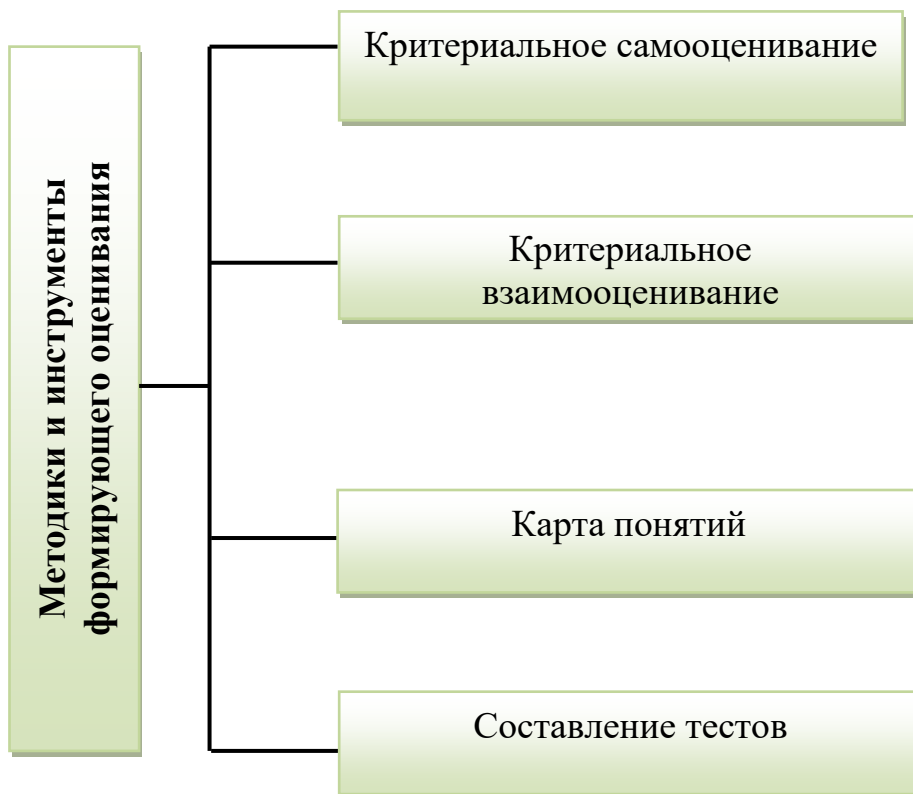 Методики и инструменты
формирующего оценивания
Критериальное самооценивание
Критериальное
взаимооценивание
Карта понятий
Составление тестов